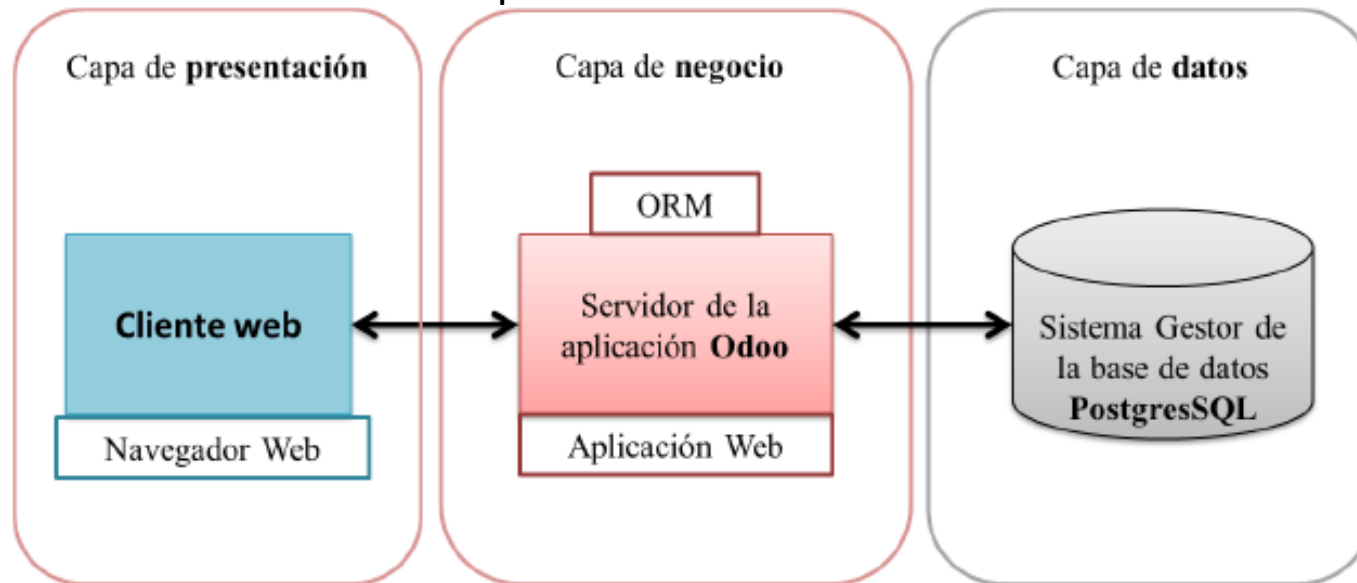 Capa de presentación
Capa de negocio
Capa de datos
ORM
Cliente web
Servidor de la
aplicación Odoo
Sistema Gestor de
la base de datos
PostgresSQL
Navegador Web
Aplicación Web